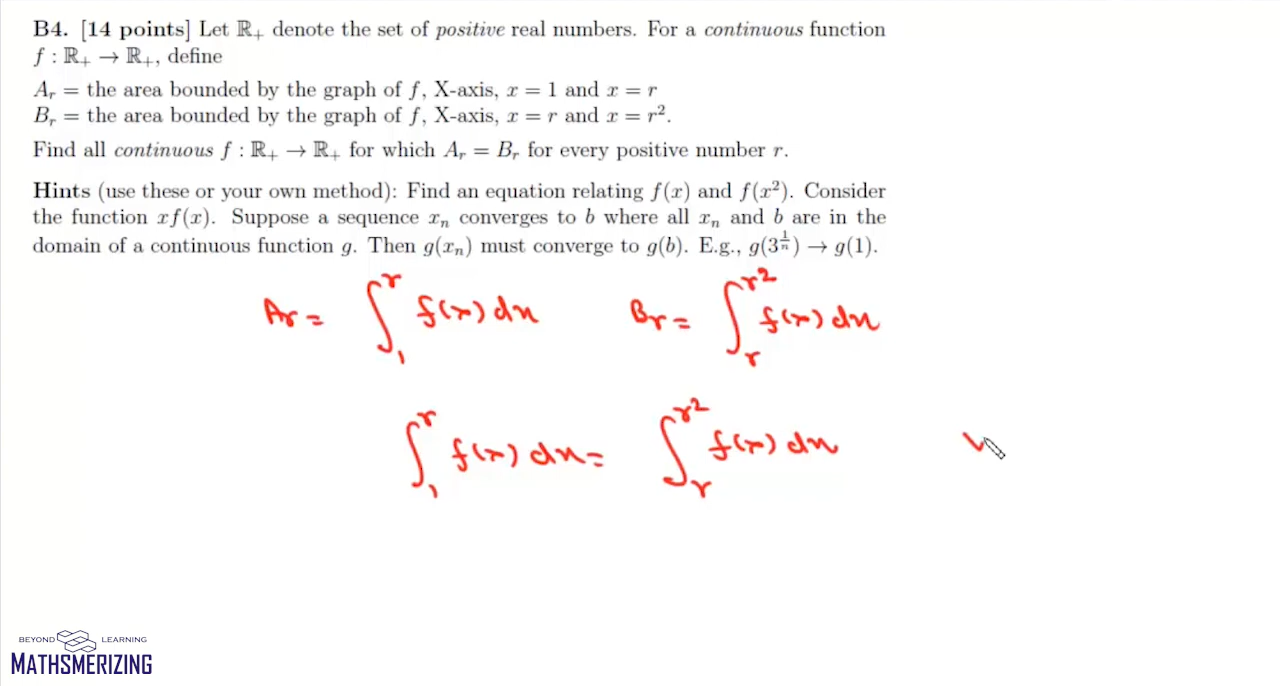 B4. [14 points] Let ℝ₊ denote the set of positive real numbers. For a continuous function
f : ℝ₊ → ℝ₊, define
Aᵣ = the area bounded by the graph of f, X-axis, x = 1 and x = r
Bᵣ = the area bounded by the graph of f, X-axis, x = r and x = r².
Find all continuous f : ℝ₊ → ℝ₊ for which Aᵣ = Bᵣ for every positive number r.
Hints (use these or your own method): Find an equation relating f(x) and f(x²). Consider
the function xf(x). Suppose a sequence xₙ converges to b where all xₙ and b are in the
domain of a continuous function g. Then g(xₙ) must converge to g(b). E.g., g(3^{1/n}) → g(1).
Aᵣ = ∫₁ʳ f(x) dx Bᵣ = ∫ᵣ^{r²} f(x) dx
∫₁ʳ f(x) dx = ∫ᵣ^{r²} f(x) dx
BEYOND LEARNING
MATHSMERIZING